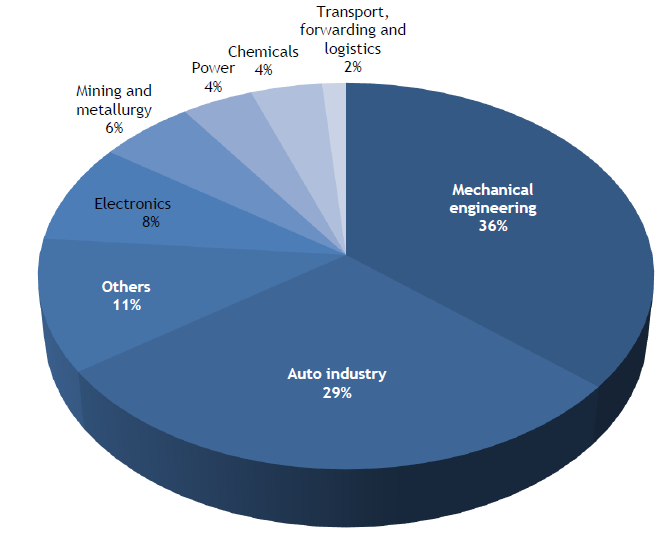 Transport,
forwarding and
logistics
2%
Chemicals
4%
Power
4%
Mining and
metallurgy
6%
Electronics
8%
Others
11%
Auto industry
29%
Mechanical
engineering
36%